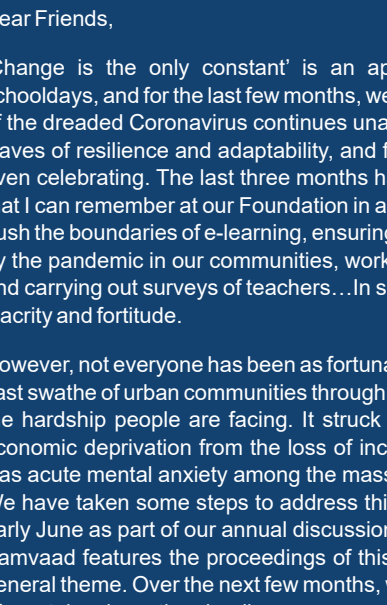 ear Friends,
Change is the only constant’ is an ap
chooldays, and for the last few months, we
f the dreaded Coronavirus continues una
aves of resilience and adaptability, and f
ven celebrating. The last three months h
at I can remember at our Foundation in a
ush the boundaries of e-learning, ensuring
y the pandemic in our communities, work
nd carrying out surveys of teachers…In s
acrity and fortitude.
owever, not everyone has been as fortuna
ast swathe of urban communities through
e hardship people are facing. It struck
conomic deprivation from the loss of inc
as acute mental anxiety among the mass
We have taken some steps to address thi
arly June as part of our annual discussion
amvaad features the proceedings of this
eneral theme. Over the next few months,